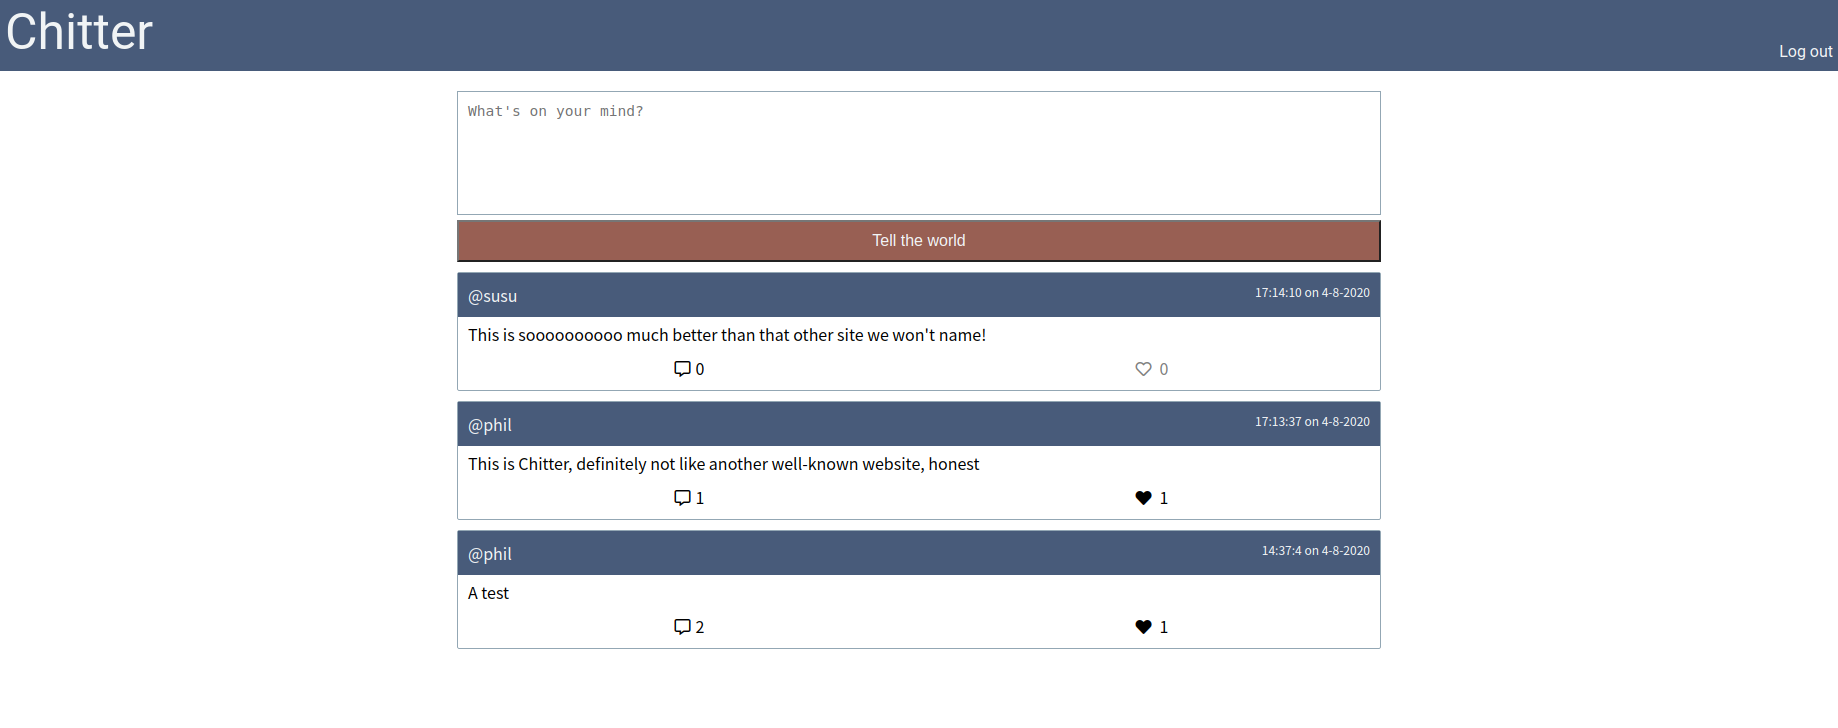 Chitter
Log out
What's on your mind?
Tell the world
@susu 17:14:10 on 4-8-2020
This is soooooooooo much better than that other site we won't name!
0 0
@phil 17:13:37 on 4-8-2020
This is Chitter, definitely not like another well-known website, honest
1 1
@phil 14:37:4 on 4-8-2020
A test
2 1